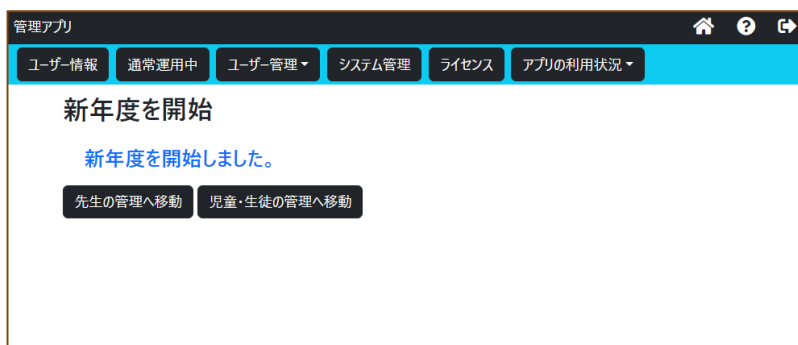 管理アプリ
ユーザー情報 通常運用中 ユーザー管理 システム管理 ライセンス アプリの利用状況
新年度を開始
新年度を開始しました。
先生の管理へ移動 児童・生徒の管理へ移動